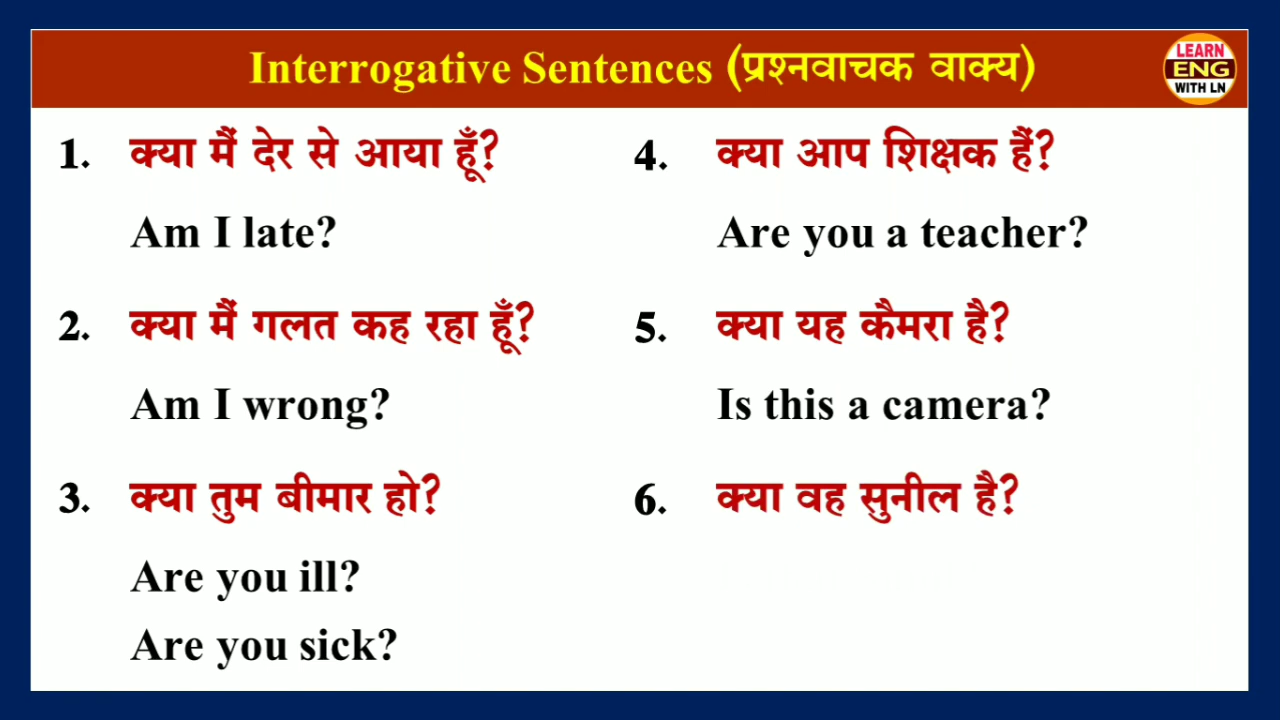 Interrogative Sentences (प्रश्नवाचक वाक्य)
LEARN
ENG
WITH LN
1. क्या मैं देर से आया हूँ?
Am I late?
2. क्या मैं गलत कह रहा हूँ?
Am I wrong?
3. क्या तुम बीमार हो?
Are you ill?
Are you sick?
4. क्या आप शिक्षक हैं?
Are you a teacher?
5. क्या यह कैमरा है?
Is this a camera?
6. क्या वह सुनील है?